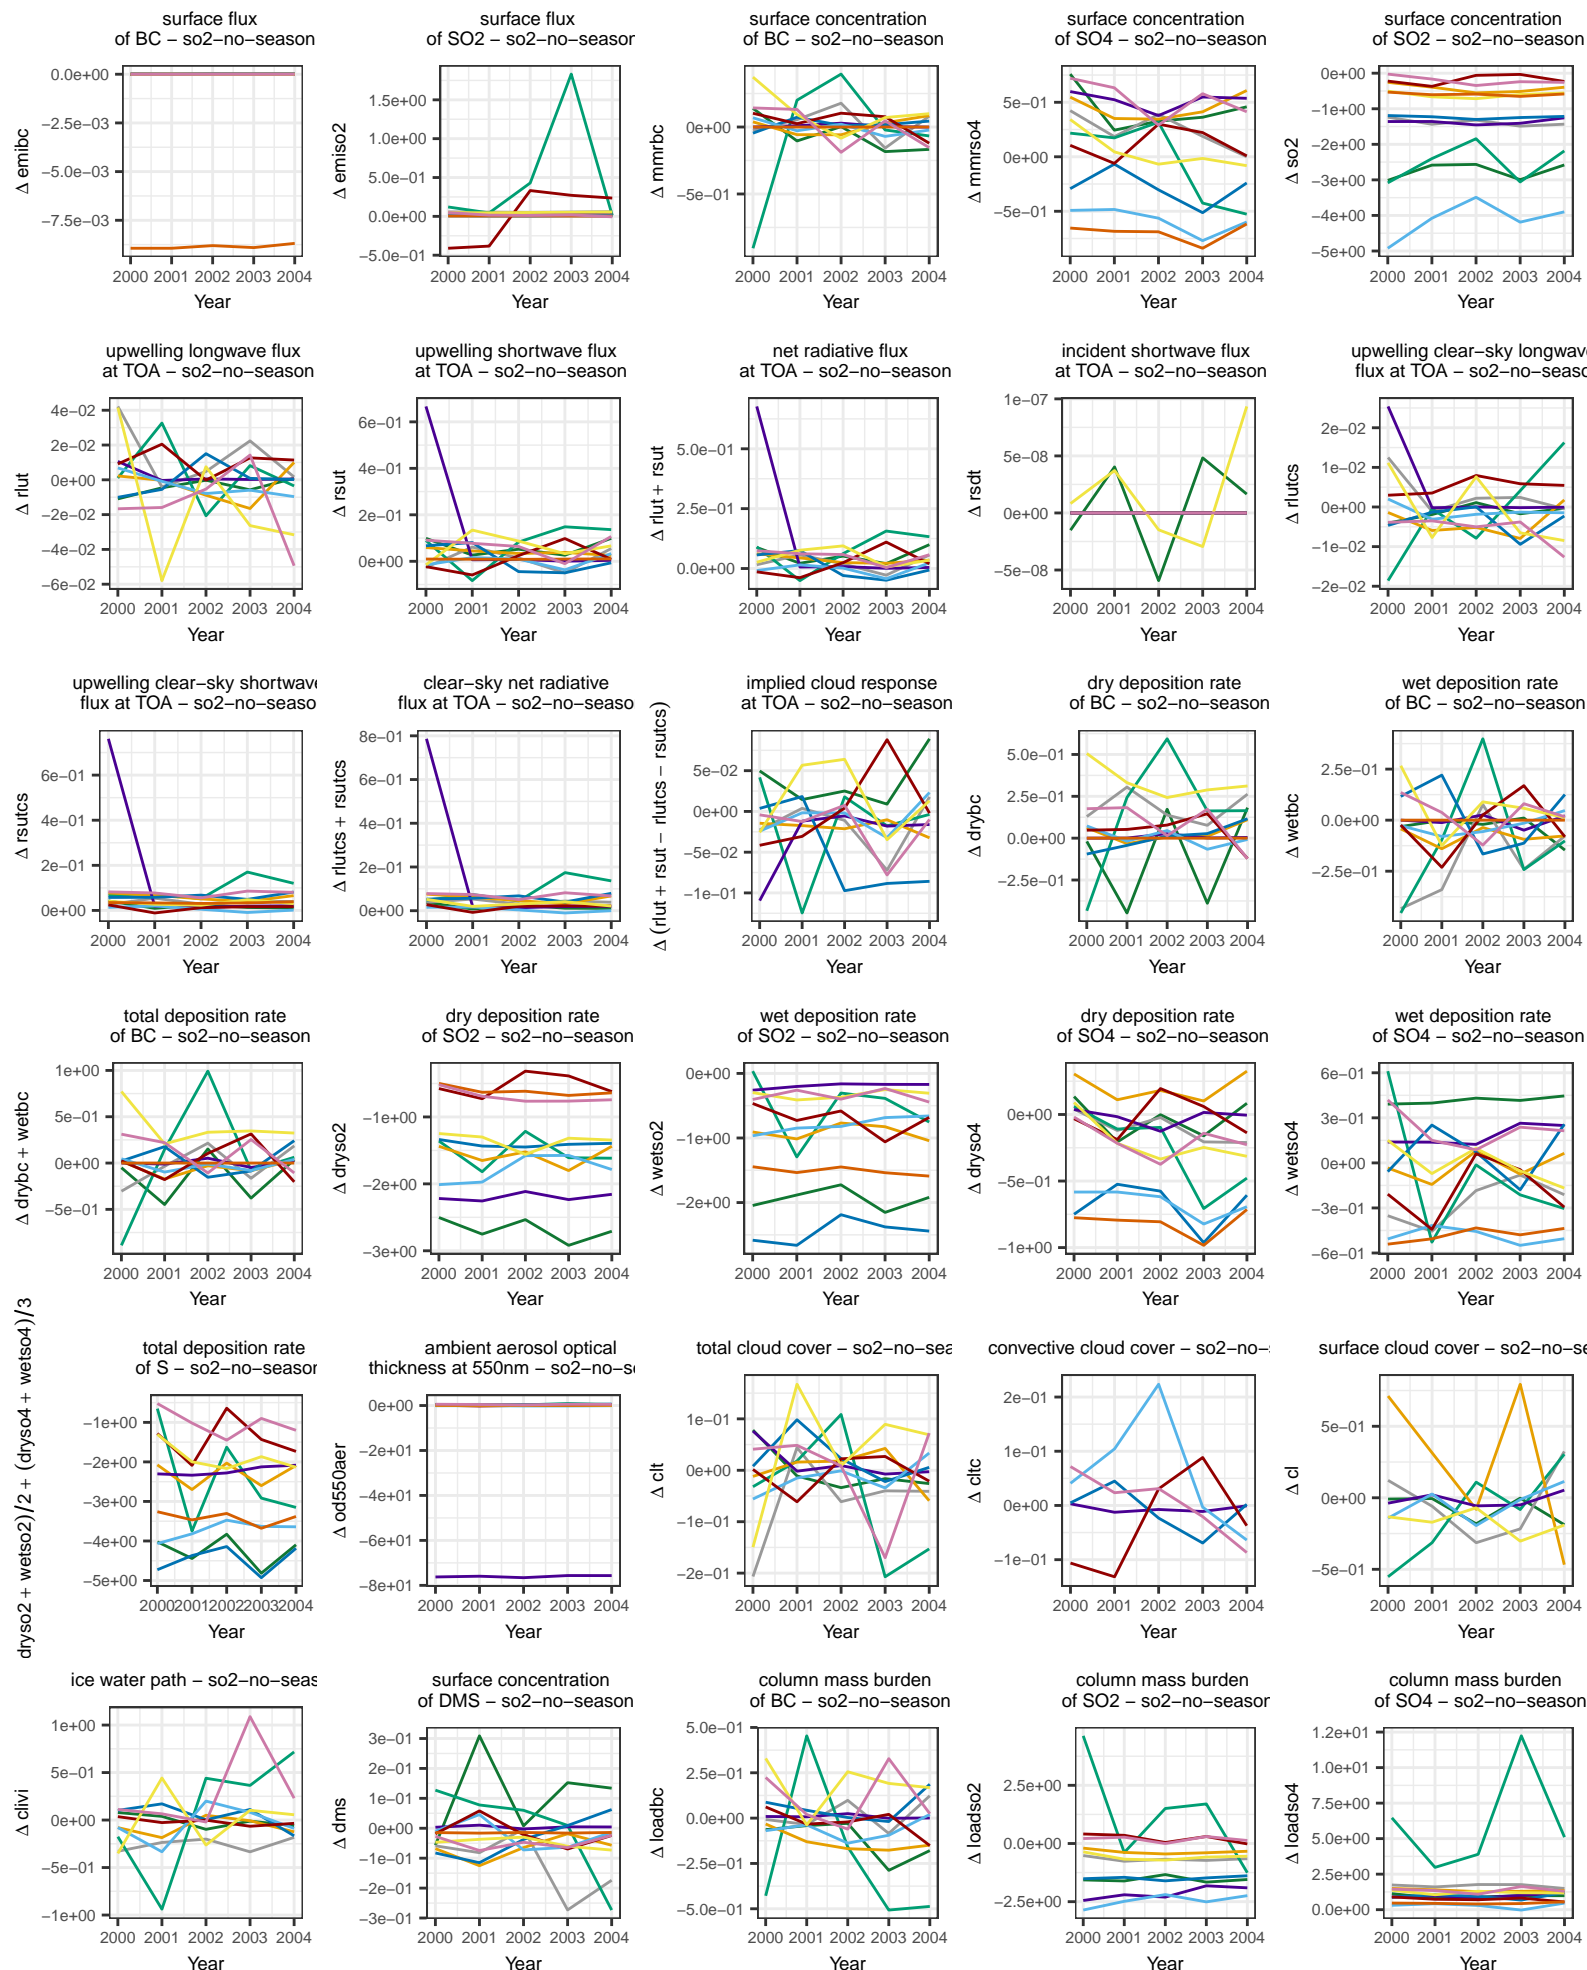 surface flux
of BC − so2−no−season
Δ emibc
0.0e+00
−2.5e−03
−5.0e−03
−7.5e−03
2000 2001 2002 2003 2004
Year
surface flux
of SO2 − so2−no−season
Δ emiso2
1.5e+00
1.0e+00
5.0e−01
0.0e+00
−5.0e−01
2000 2001 2002 2003 2004
Year
surface concentration
of BC − so2−no−season
Δ mmrbc
0e+00
−5e−01
2000 2001 2002 2003 2004
Year
surface concentration
of SO4 − so2−no−season
Δ mmrso4
5e−01
0e+00
−5e−01
2000 2001 2002 2003 2004
Year
surface concentration
of SO2 − so2−no−season
Δ so2
0e+00
−1e+00
−2e+00
−3e+00
−4e+00
−5e+00
2000 2001 2002 2003 2004
Year
upwelling longwave flux
at TOA − so2−no−season
Δ rlut
4e−02
2e−02
0e+00
−2e−02
−4e−02
−6e−02
2000 2001 2002 2003 2004
Year
upwelling shortwave flux
at TOA − so2−no−season
Δ rsut
6e−01
4e−01
2e−01
0e+00
2000 2001 2002 2003 2004
Year
net radiative flux
at TOA − so2−no−season
Δ rlut + rsut
5.0e−01
2.5e−01
0.0e+00
2000 2001 2002 2003 2004
Year
incident shortwave flux
at TOA − so2−no−season
Δ rsdt
1e−07
5e−08
0e+00
−5e−08
2000 2001 2002 2003 2004
Year
upwelling clear−sky longwave
flux at TOA − so2−no−seaso
Δ rlutcs
2e−02
1e−02
0e+00
−1e−02
−2e−02
2000 2001 2002 2003 2004
Year
upwelling clear−sky shortwave
flux at TOA − so2−no−seaso
Δ rsutcs
6e−01
4e−01
2e−01
0e+00
2000 2001 2002 2003 2004
Year
clear−sky net radiative
flux at TOA − so2−no−seaso
Δ rlutcs + rsutcs
8e−01
6e−01
4e−01
2e−01
0e+00
2000 2001 2002 2003 2004
Year
implied cloud response
at TOA − so2−no−season
Δ (rlut + rsut − rlutcs − rsutcs)
5e−02
0e+00
−5e−02
−1e−01
2000 2001 2002 2003 2004
Year
dry deposition rate
of BC − so2−no−season
Δ drybc
5.0e−01
2.5e−01
0.0e+00
−2.5e−01
2000 2001 2002 2003 2004
Year
wet deposition rate
of BC − so2−no−season
Δ wetbc
2.5e−01
0.0e+00
−2.5e−01
2000 2001 2002 2003 2004
Year
total deposition rate
of BC − so2−no−season
Δ drybc + wetbc
1e+00
5e−01
0e+00
−5e−01
2000 2001 2002 2003 2004
Year
dry deposition rate
of SO2 − so2−no−season
Δ dryso2
−1e+00
−2e+00
−3e+00
2000 2001 2002 2003 2004
Year
wet deposition rate
of SO2 − so2−no−season
Δ wetso2
0e+00
−1e+00
−2e+00
2000 2001 2002 2003 2004
Year
dry deposition rate
of SO4 − so2−no−season
Δ dryso4
0e+00
−5e−01
−1e+00
2000 2001 2002 2003 2004
Year
wet deposition rate
of SO4 − so2−no−season
Δ wetso4
6e−01
3e−01
0e+00
−3e−01
−6e−01
2000 2001 2002 2003 2004
Year
total deposition rate
of S − so2−no−season
dryso2 + wetso2)/2 + (dryso4 + wetso4)/3
−1e+00
−2e+00
−3e+00
−4e+00
−5e+00
2000 2001 2002 2003 2004
Year
ambient aerosol optical
thickness at 550nm − so2−no−se
Δ od550aer
0e+00
−2e+01
−4e+01
−6e+01
−8e+01
2000 2001 2002 2003 2004
Year
total cloud cover − so2−no−sea
Δ clt
1e−01
0e+00
−1e−01
−2e−01
2000 2001 2002 2003 2004
Year
convective cloud cover − so2−no−s
Δ cltc
2e−01
1e−01
0e+00
−1e−01
2000 2001 2002 2003 2004
Year
surface cloud cover − so2−no−se
Δ cl
5e−01
0e+00
−5e−01
2000 2001 2002 2003 2004
Year
ice water path − so2−no−seas
Δ clivi
1e+00
5e−01
0e+00
−5e−01
−1e+00
2000 2001 2002 2003 2004
Year
surface concentration
of DMS − so2−no−season
Δ dms
3e−01
2e−01
1e−01
0e+00
−1e−01
−2e−01
−3e−01
2000 2001 2002 2003 2004
Year
column mass burden
of BC − so2−no−season
Δ loadbc
5.0e−01
2.5e−01
0.0e+00
−2.5e−01
−5.0e−01
2000 2001 2002 2003 2004
Year
column mass burden
of SO2 − so2−no−season
Δ loadso2
2.5e+00
0.0e+00
−2.5e+00
2000 2001 2002 2003 2004
Year
column mass burden
of SO4 − so2−no−season
Δ loadso4
1.2e+01
1.0e+01
7.5e+00
5.0e+00
2.5e+00
0.0e+00
2000 2001 2002 2003 2004
Year